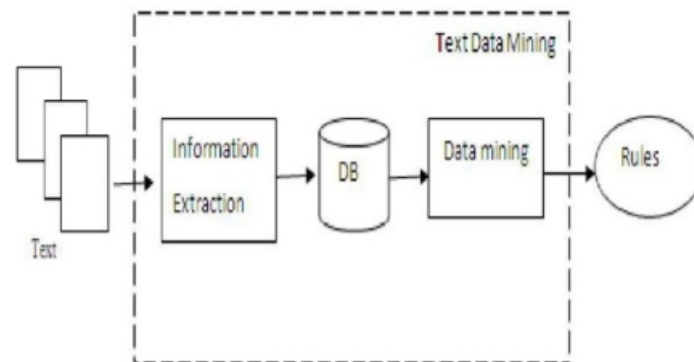 Text Data Mining
Information
Extraction
DB
Data mining
Rules
Text